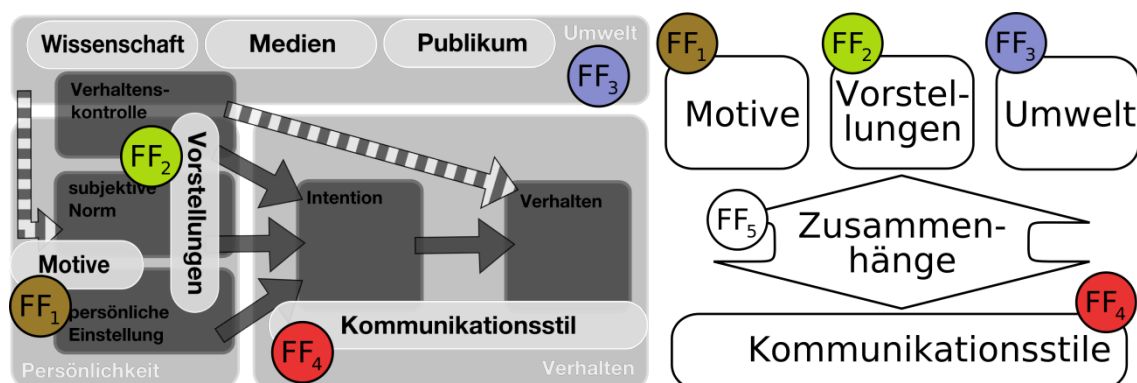 Wissenschaft
Medien
Publikum
Umwelt
FF3
Verhaltens-
kontrolle
FF2
Vorstellungen
subjektive
Norm
Intention
Verhalten
Motive
FF1
persönliche
Einstellung
Kommunikationsstil
FF4
Persönlichkeit
Verhalten
FF1
Motive
FF2
Vorstel-
lungen
FF3
Umwelt
FF5
Zusammen-
hänge
FF4
Kommunikationsstile